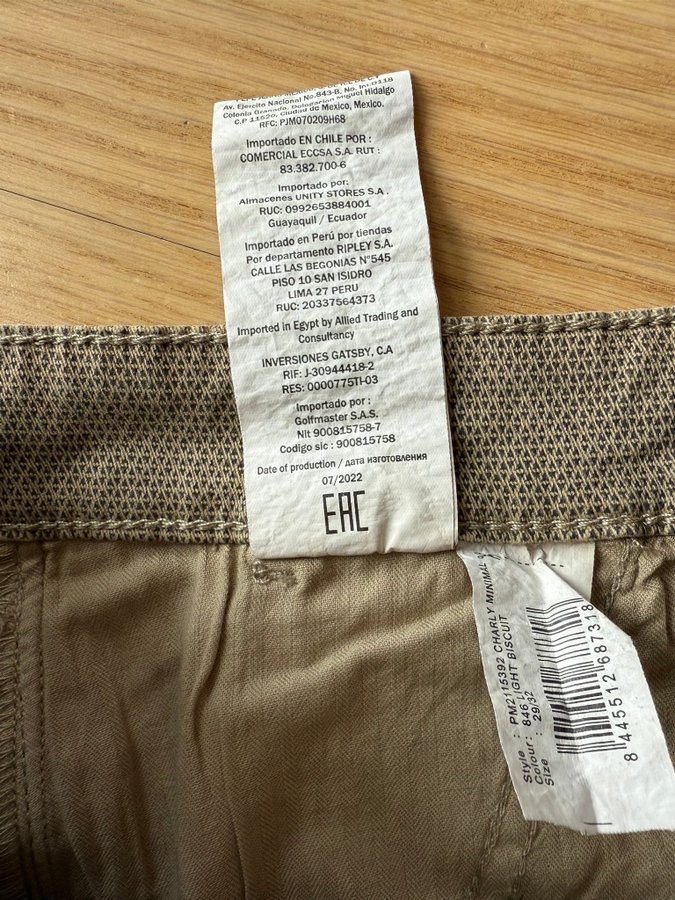 Av. Ejercito Nacional No.843-B. No. Int.D118
Colonia Granada. Delegacion Miguel Hidalgo
C.P 11520, Ciudad de Mexico, Mexico.
RFC: PJM070209H68
Importado EN CHILE POR :
COMERCIAL ECCSA S.A. RUT :
83.382.700-6
Importado por:
Almacenes UNITY STORES S.A .
RUC: 0992653884001
Guayaquil / Ecuador
Importado en Perú por tiendas
Por departamento RIPLEY S.A.
CALLE LAS BEGONIAS N°545
PISO 10 SAN ISIDRO
LIMA 27 PERU
RUC: 20337564373
Imported in Egypt by Allied Trading and
Consultancy
INVERSIONES GATSBY, C.A
RIF: J-30944418-2
RES: 0000775TI-03
Importado por :
Golfmaster S.A.S.
Nit 900815758-7
Codigo sic : 900815758
Date of production / дата изготовления
07/2022
EAC
Style : PM2115392 CHARLY MINIMAL
Colour: 846 LIGHT BISCUIT
Size : 29/32
8 445512 687318